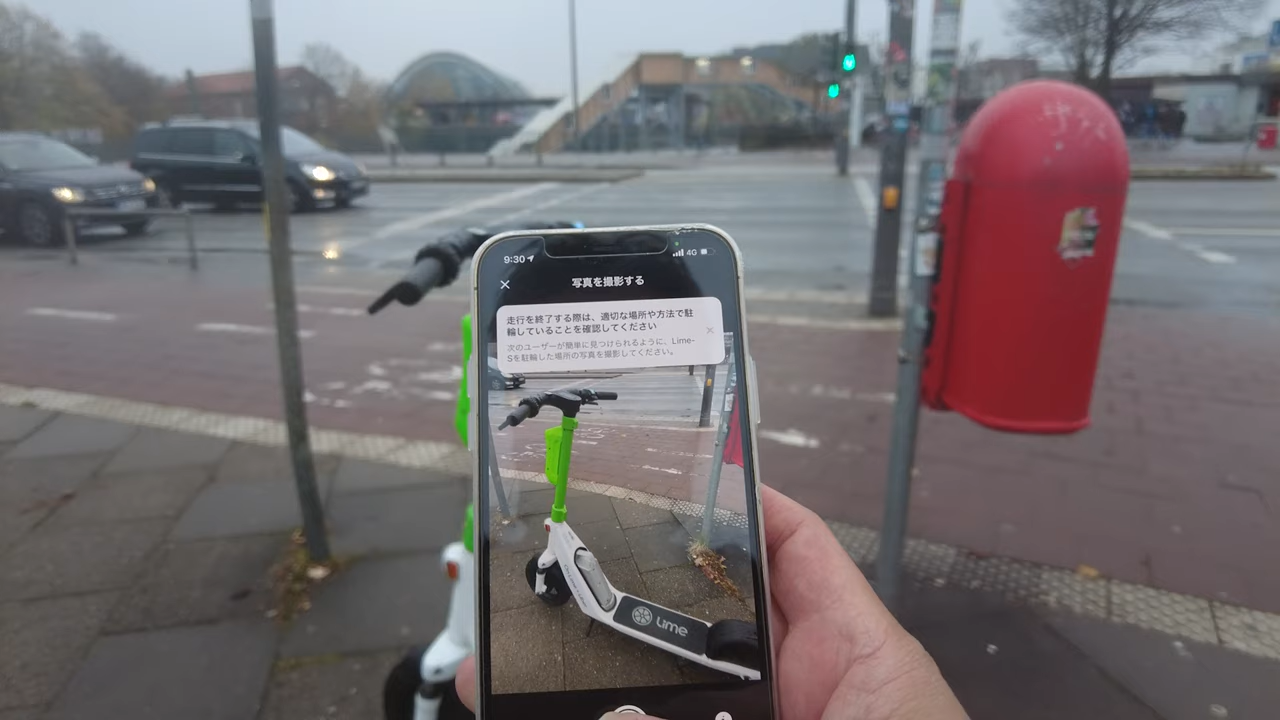 9:30
4G
写真を撮影する
走行を終了する際は、適切な場所や方法で駐
輪していることを確認してください
次のユーザーが簡単に見つけられるように、Lime-
Sを駐輪した場所の写真を撮影してください。
Lime